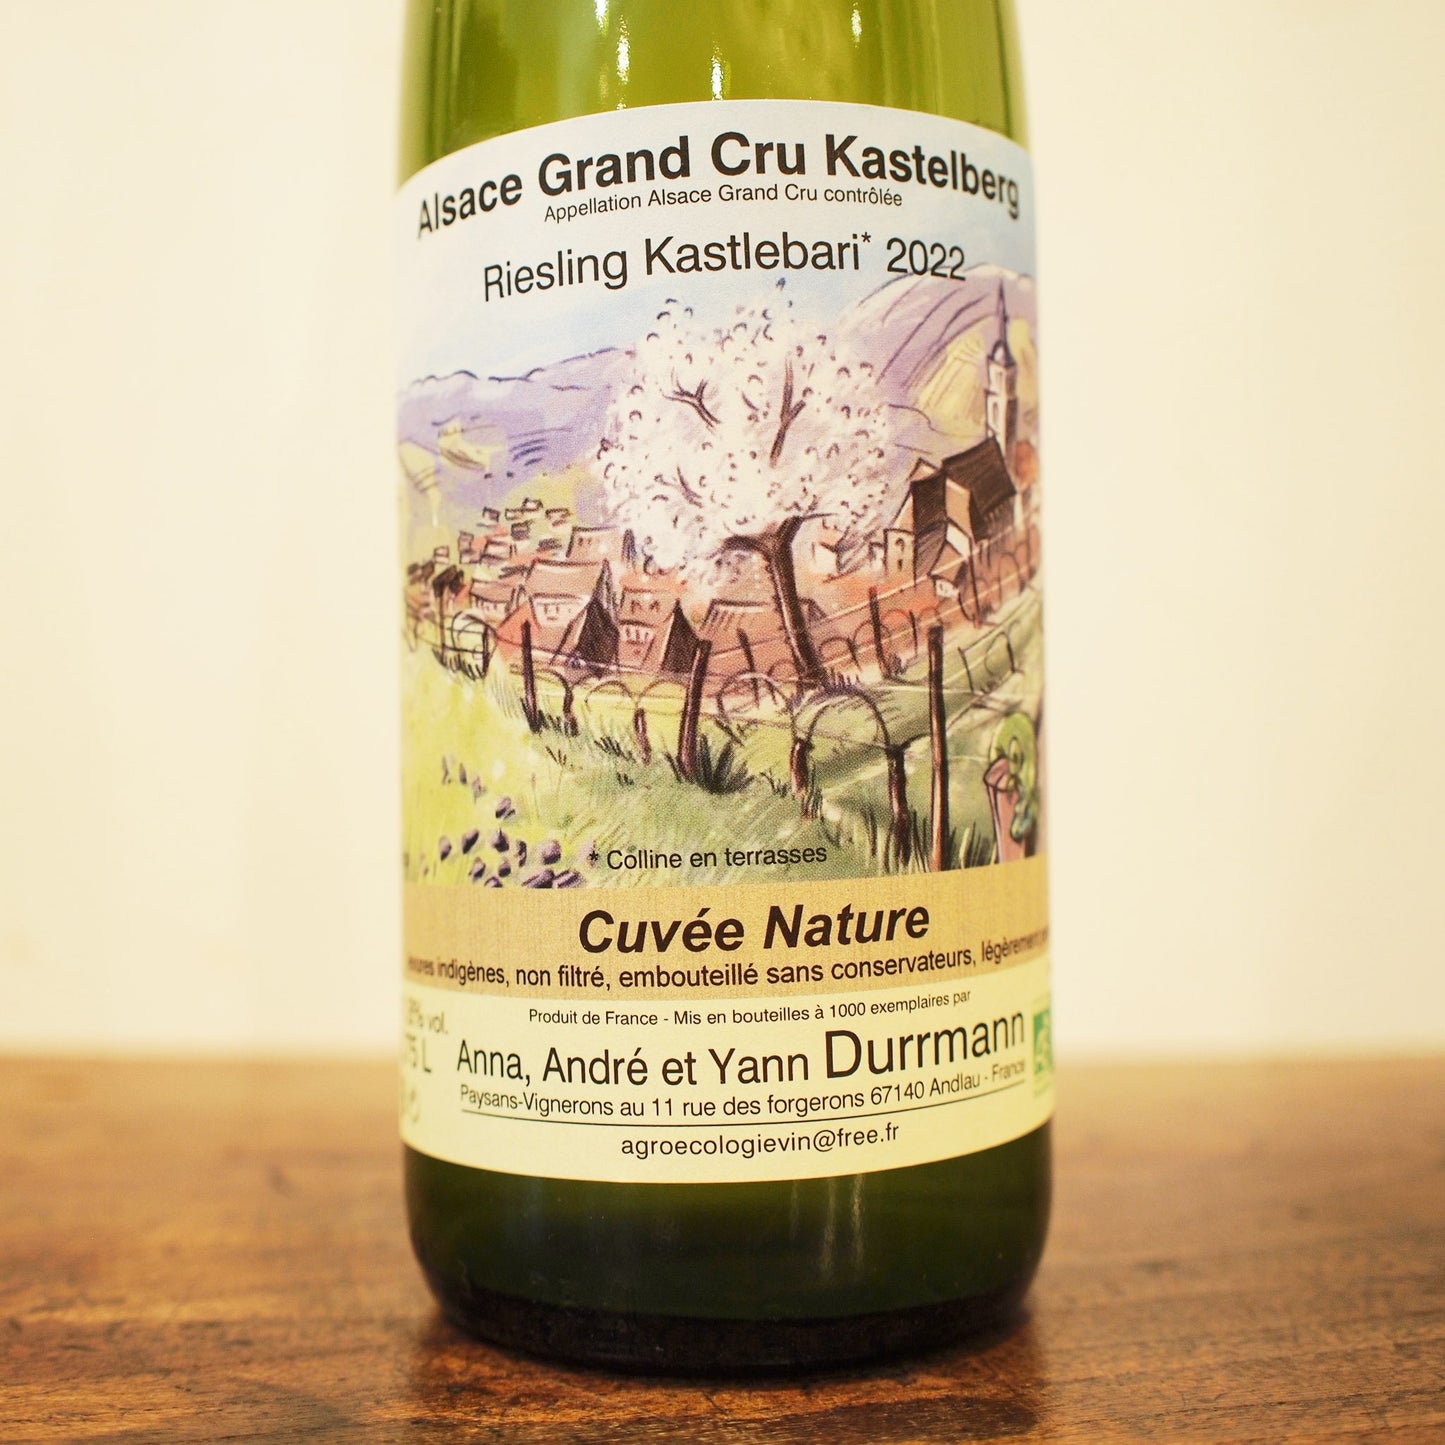 Alsace Grand Cru Kastelberg
Appellation Alsace Grand Cru contrôlée
Riesling Kastlebari* 2022
* Colline en terrasses
Cuvée Nature
indigènes, non filtré, embouteillé sans conservateurs, légèrement
Produit de France - Mis en bouteilles à 1000 exemplaires par
% vol.
75 L
Anna, André et Yann Durrmann
Paysans-Vignerons au 11 rue des forgerons 67140 Andlau - France
agroecologievin@free.fr